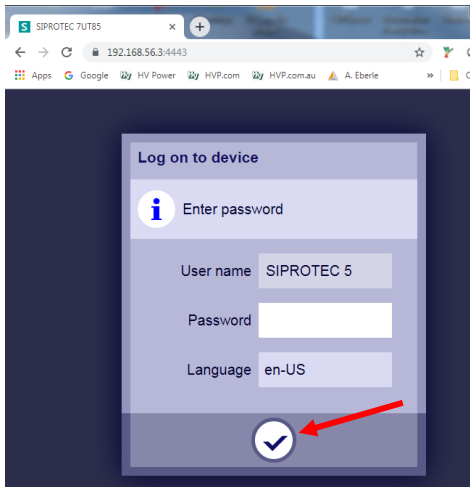 SIPROTEC 7UT85
192.168.56.3:4443
Apps Google HV Power HVP.com HVP.com.au A. Eberle »
Log on to device
Enter password
User name SIPROTEC 5
Password
Language en-US